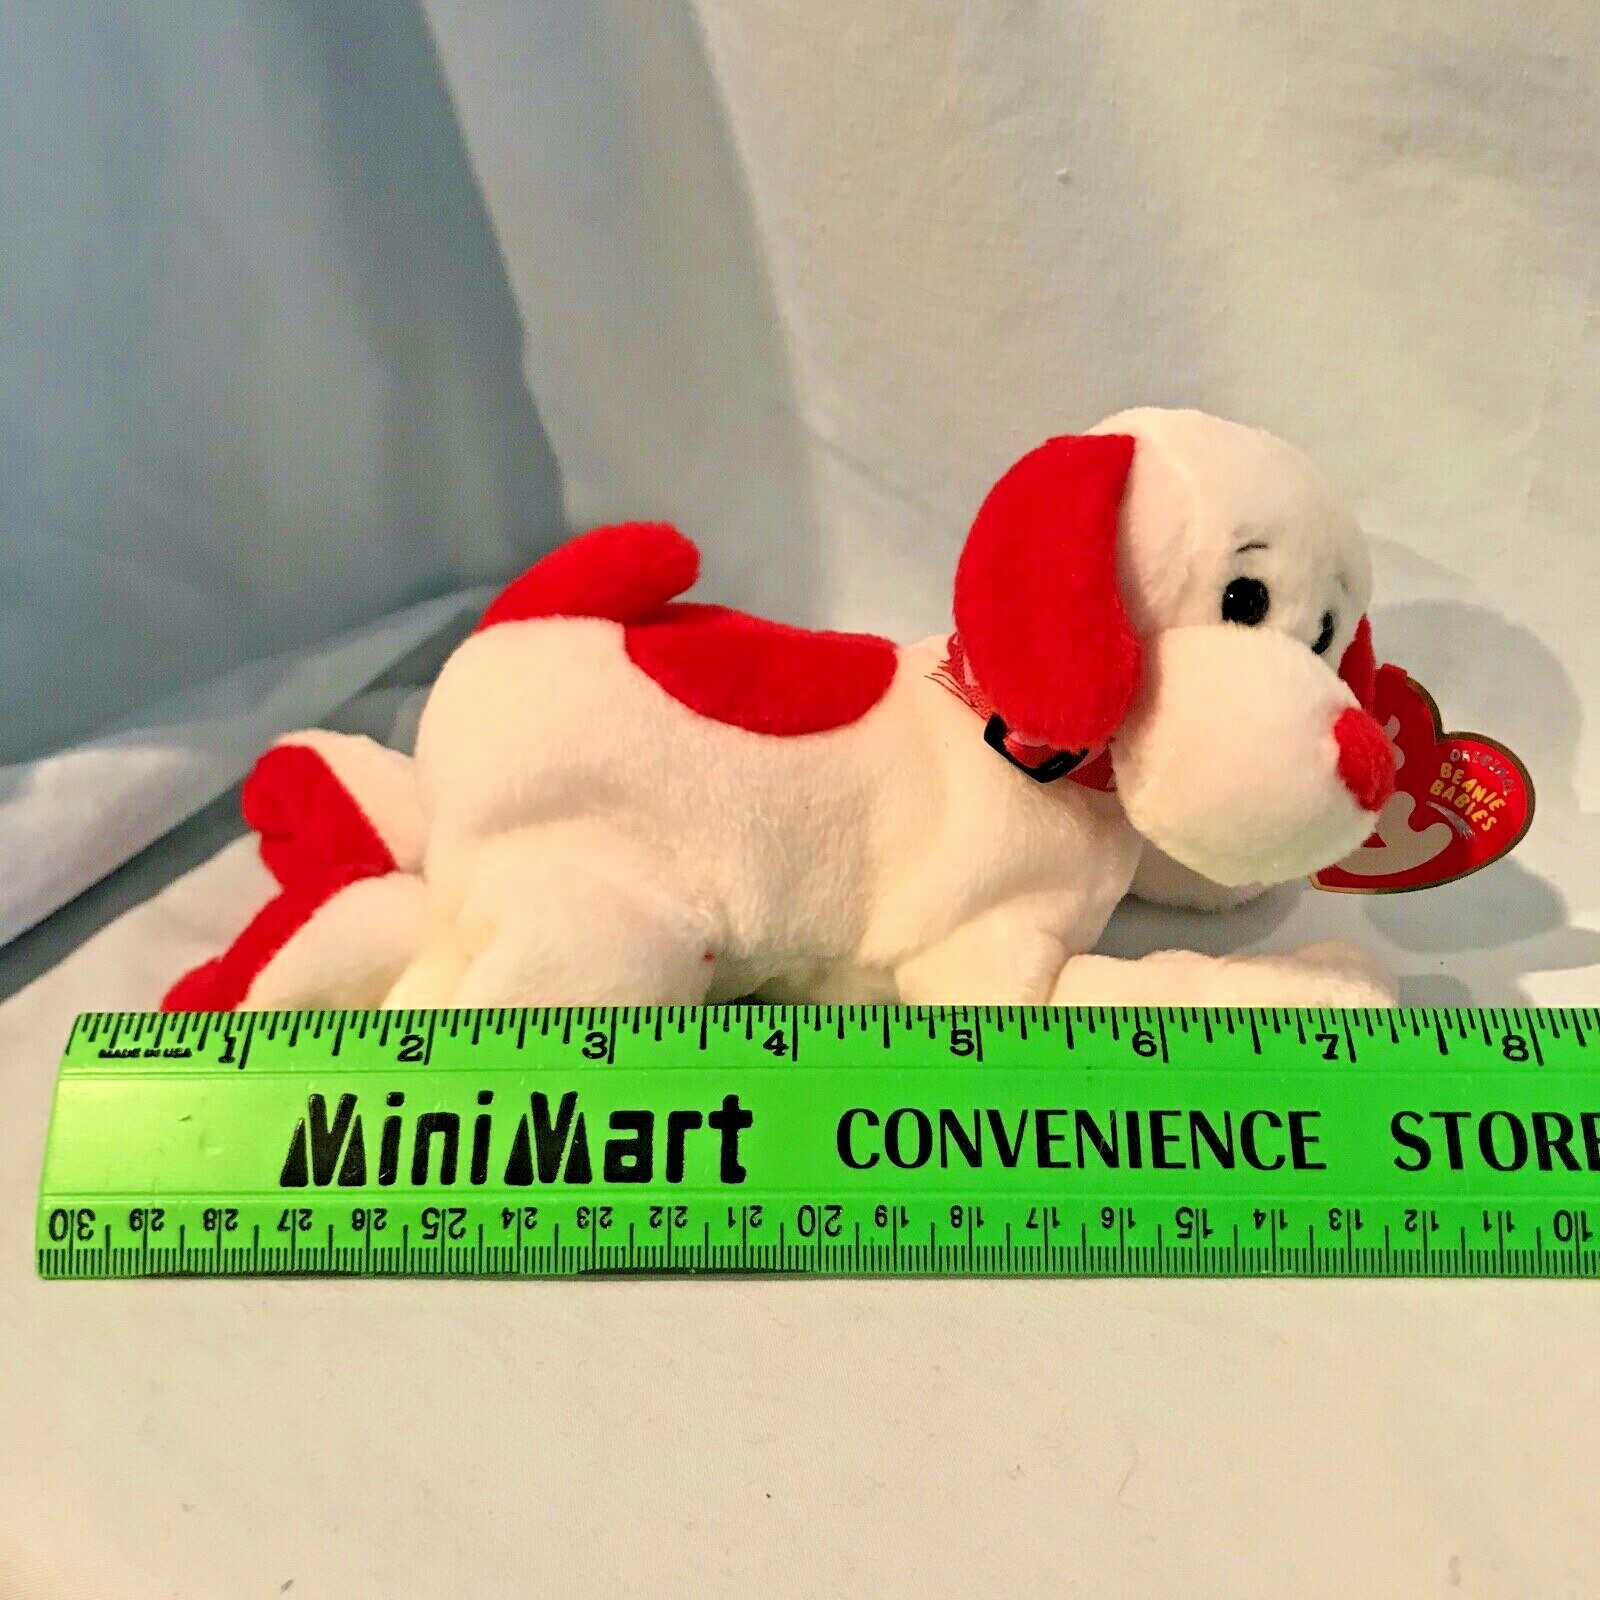 ORIGINAL
BEANIE
BABIES
1 2 3 4 5 6 7 8
MADE IN USA
MiniMart CONVENIENCE STORE
30 29 28 27 26 25 24 23 22 21 20 19 18 17 16 15 14 13 12 11 10